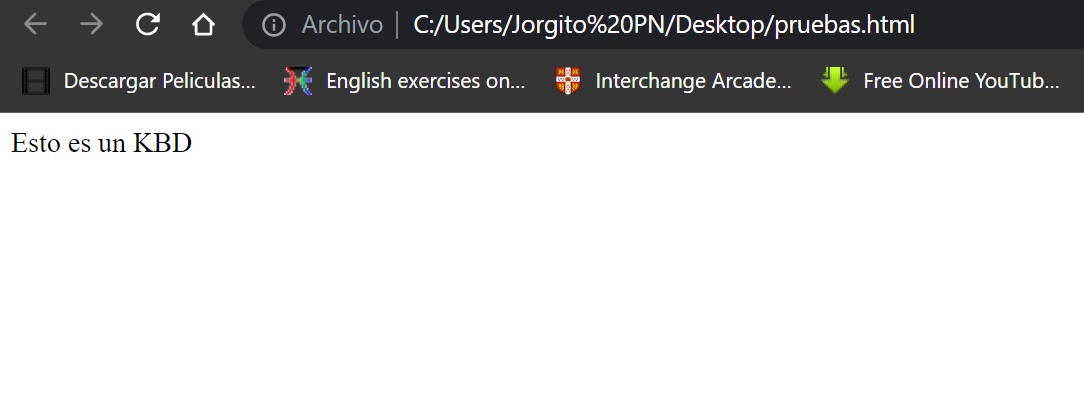 Archivo C:/Users/Jorgito%20PN/Desktop/pruebas.html
Descargar Peliculas... English exercises on... Interchange Arcade... Free Online YouTub...
Esto es un KBD